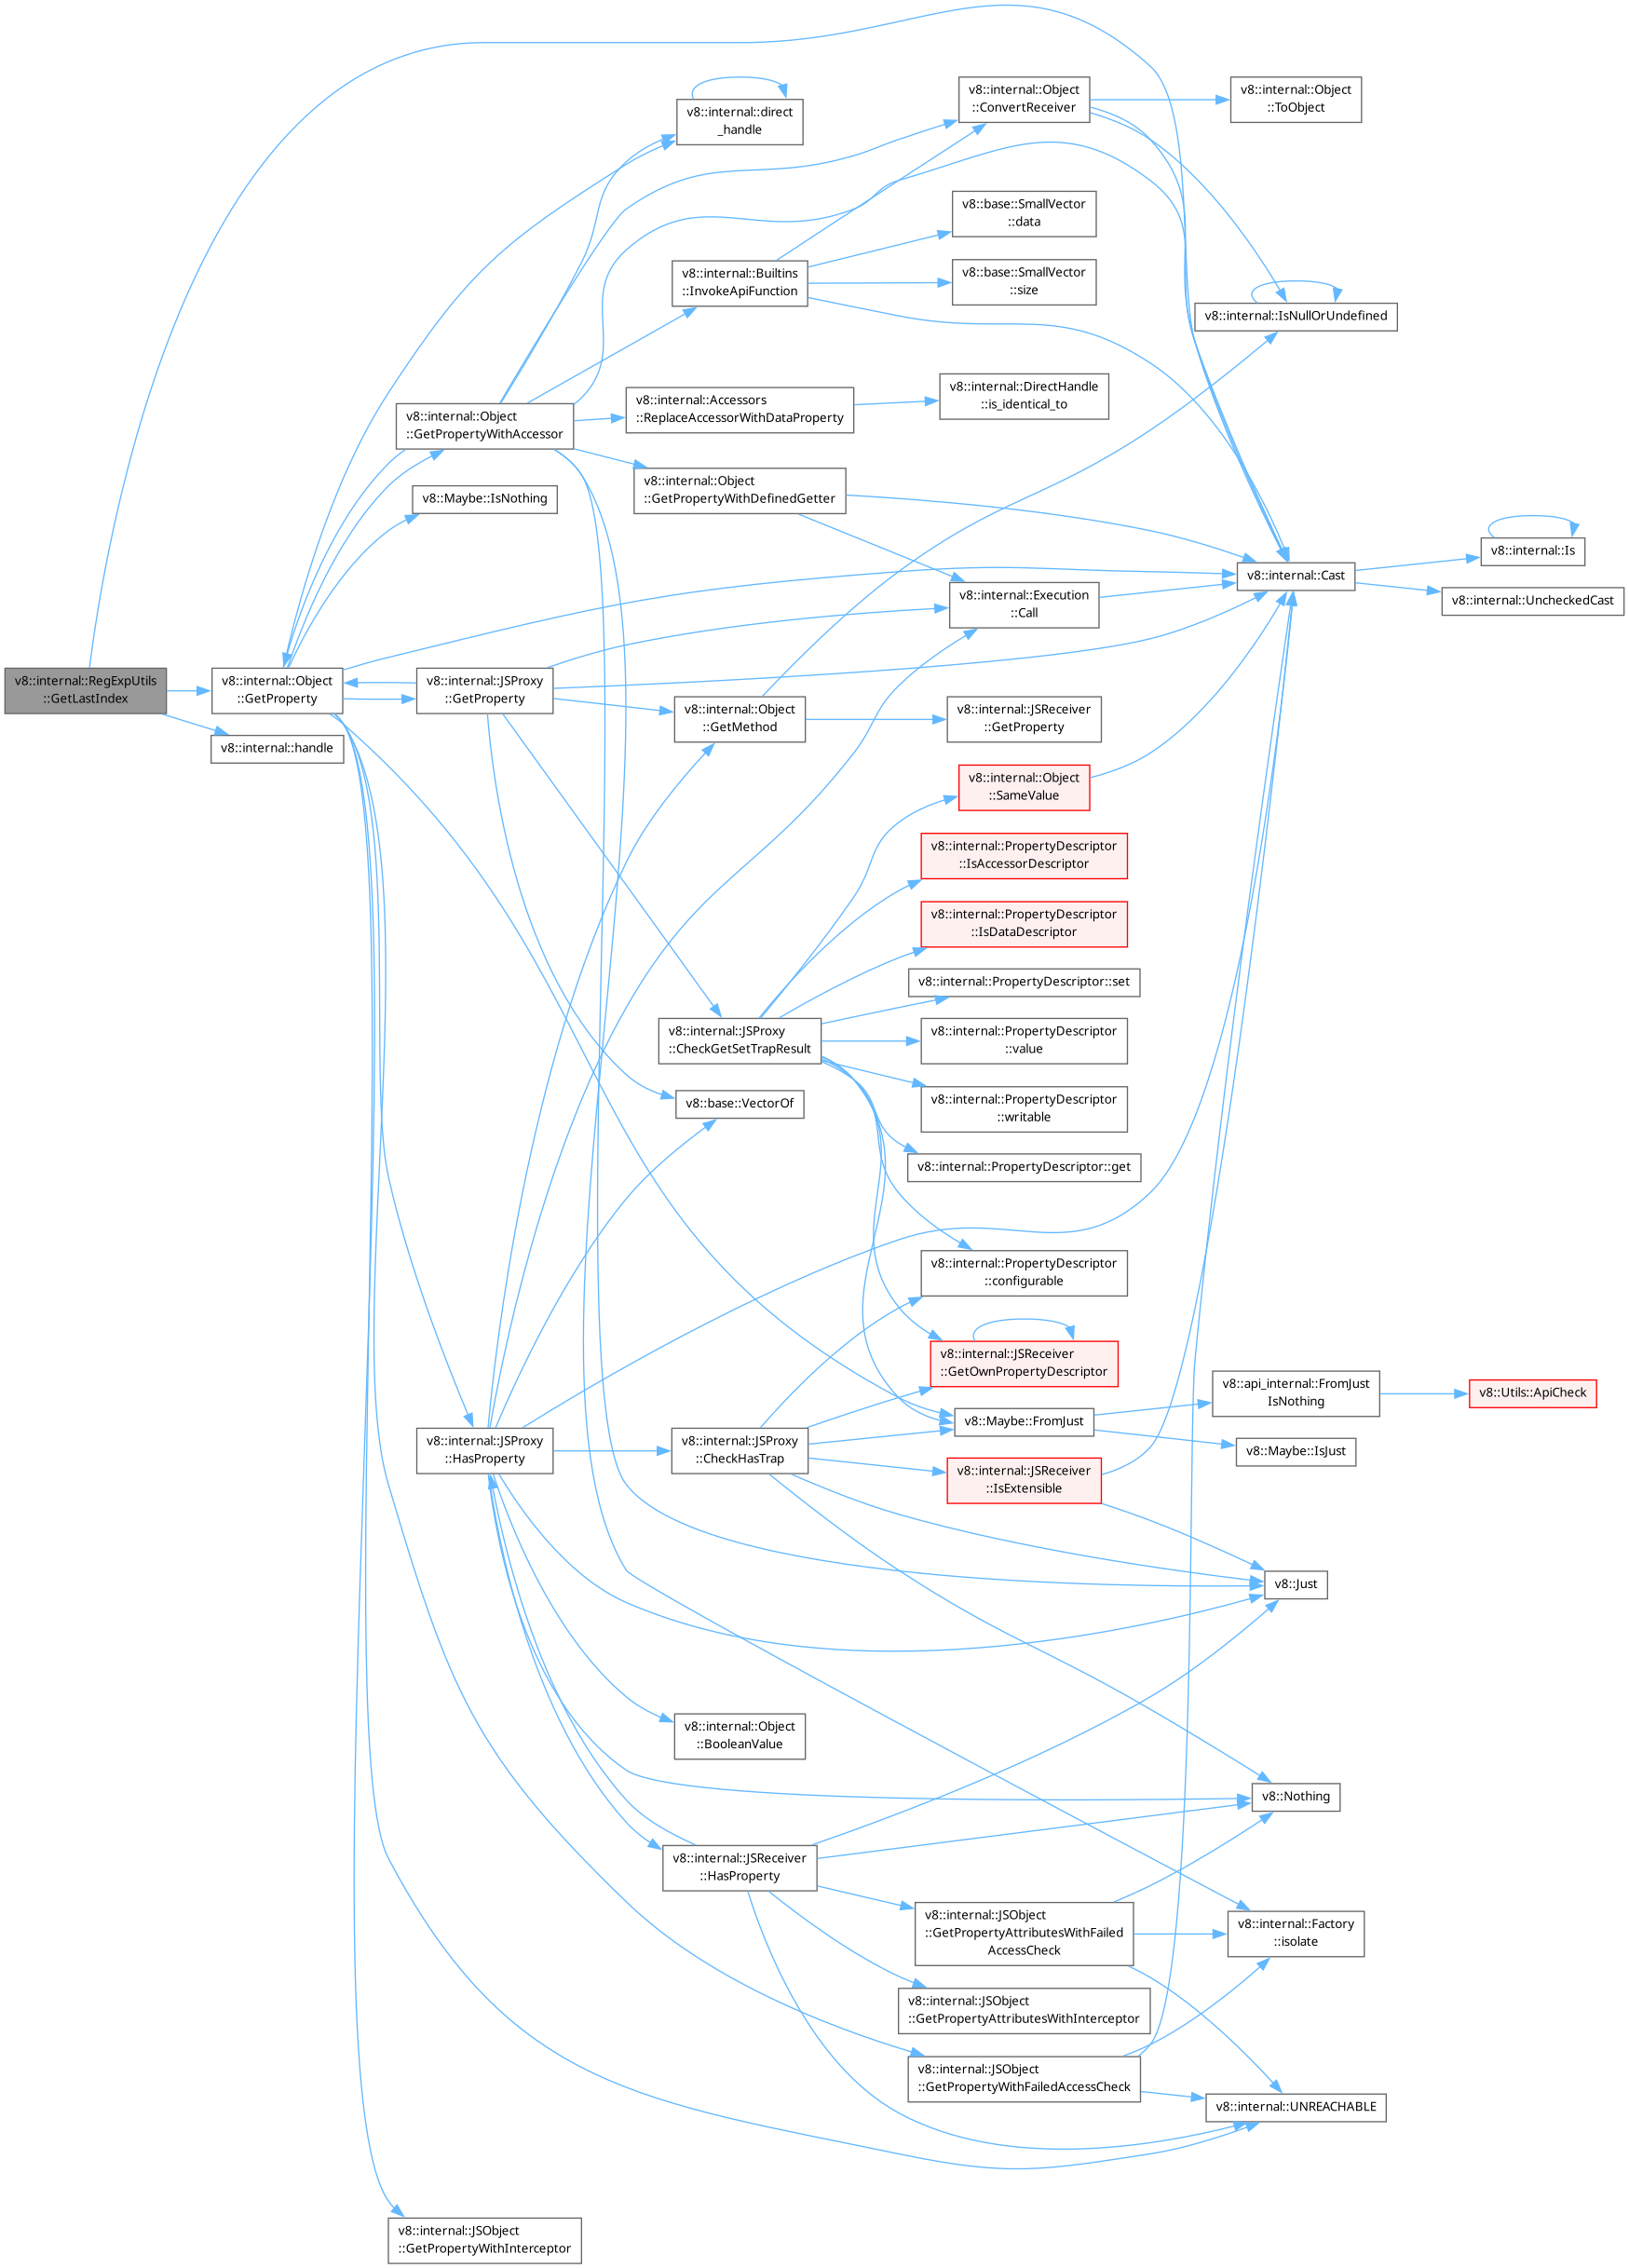 v8::internal::RegExpUtils
::GetLastIndex
v8::internal::Object
::GetProperty
v8::internal::handle
v8::internal::Object
::GetPropertyWithAccessor
v8::Maybe::IsNothing
v8::internal::JSProxy
::GetProperty
v8::internal::JSProxy
::HasProperty
v8::internal::JSObject
::GetPropertyWithInterceptor
v8::internal::direct
_handle
v8::internal::Builtins
::InvokeApiFunction
v8::internal::Accessors
::ReplaceAccessorWithDataProperty
v8::internal::Object
::GetPropertyWithDefinedGetter
v8::internal::Object
::GetMethod
v8::internal::JSProxy
::CheckGetSetTrapResult
v8::base::VectorOf
v8::internal::JSProxy
::CheckHasTrap
v8::internal::Object
::BooleanValue
v8::internal::JSReceiver
::HasProperty
v8::internal::Object
::ConvertReceiver
v8::base::SmallVector
::data
v8::base::SmallVector
::size
v8::internal::DirectHandle
::is_identical_to
v8::internal::Execution
::Call
v8::internal::JSReceiver
::GetProperty
v8::internal::Object
::SameValue
v8::internal::PropertyDescriptor
::IsAccessorDescriptor
v8::internal::PropertyDescriptor
::IsDataDescriptor
v8::internal::PropertyDescriptor::set
v8::internal::PropertyDescriptor
::value
v8::internal::PropertyDescriptor
::writable
v8::internal::PropertyDescriptor::get
v8::internal::PropertyDescriptor
::configurable
v8::internal::JSReceiver
::GetOwnPropertyDescriptor
v8::Maybe::FromJust
v8::internal::JSReceiver
::IsExtensible
v8::internal::JSObject
::GetPropertyAttributesWithFailed
AccessCheck
v8::internal::JSObject
::GetPropertyAttributesWithInterceptor
v8::internal::JSObject
::GetPropertyWithFailedAccessCheck
v8::internal::Object
::ToObject
v8::internal::IsNullOrUndefined
v8::internal::Cast
v8::api_internal::FromJust
IsNothing
v8::Maybe::IsJust
v8::Just
v8::Nothing
v8::internal::Factory
::isolate
v8::internal::UNREACHABLE
v8::internal::Is
v8::internal::UncheckedCast
v8::Utils::ApiCheck